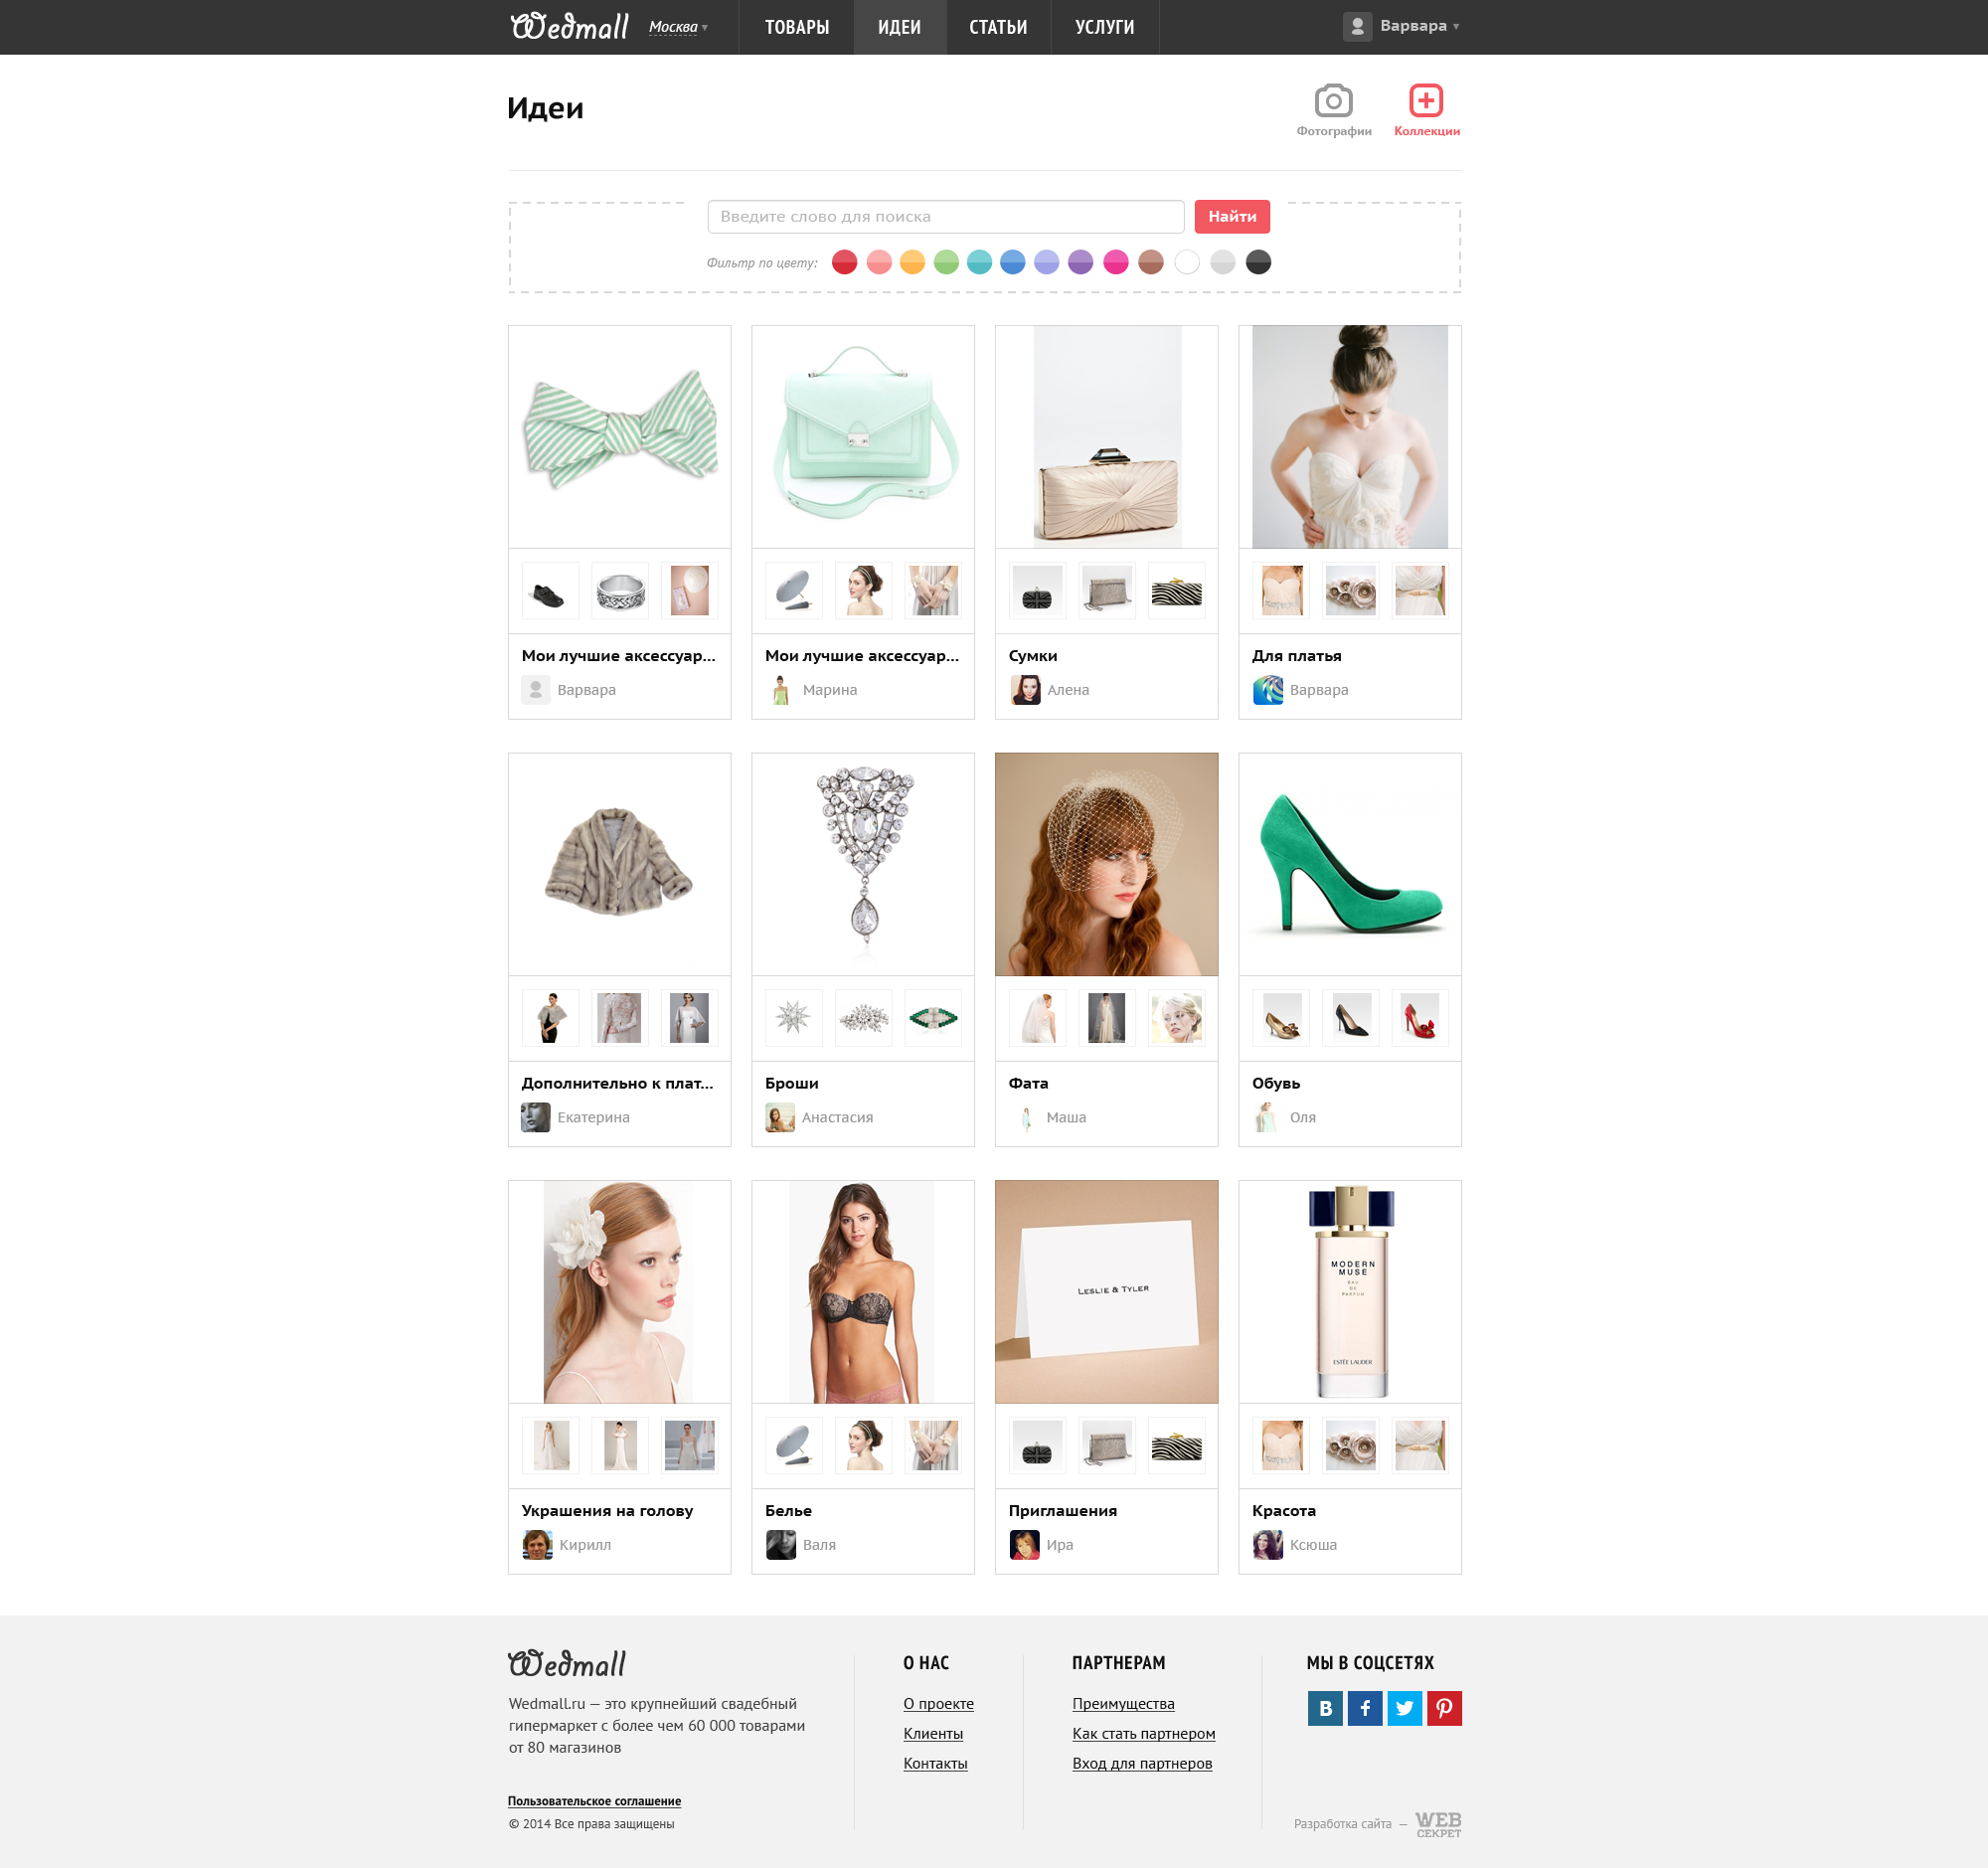 Wedmall
Москва
ТОВАРЫ
ИДЕИ
СТАТЬИ
УСЛУГИ
Варвара
Идеи
Фотографии
Коллекции
Введите слово для поиска
Найти
Фильтр по цвету:
Мои лучшие аксессуар...
Варвара
Мои лучшие аксессуар...
Марина
Сумки
Алена
Для платья
Варвара
Дополнительно к плат...
Екатерина
Броши
Анастасия
Фата
Маша
Обувь
Оля
LESLIE & TYLER
MODERN
MUSE
EAU
DE
PARFUM
ESTĒE LAUDER
Украшения на голову
Кирилл
Белье
Валя
Приглашения
Ира
Красота
Ксюша
Wedmall
Wedmall.ru — это крупнейший свадебный
гипермаркет с более чем 60 000 товарами
от 80 магазинов
Пользовательское соглашение
© 2014 Все права защищены
О НАС
О проекте
Клиенты
Контакты
ПАРТНЕРАМ
Преимущества
Как стать партнером
Вход для партнеров
МЫ В СОЦСЕТЯХ
Разработка сайта —
WEB
СЕКРЕТ